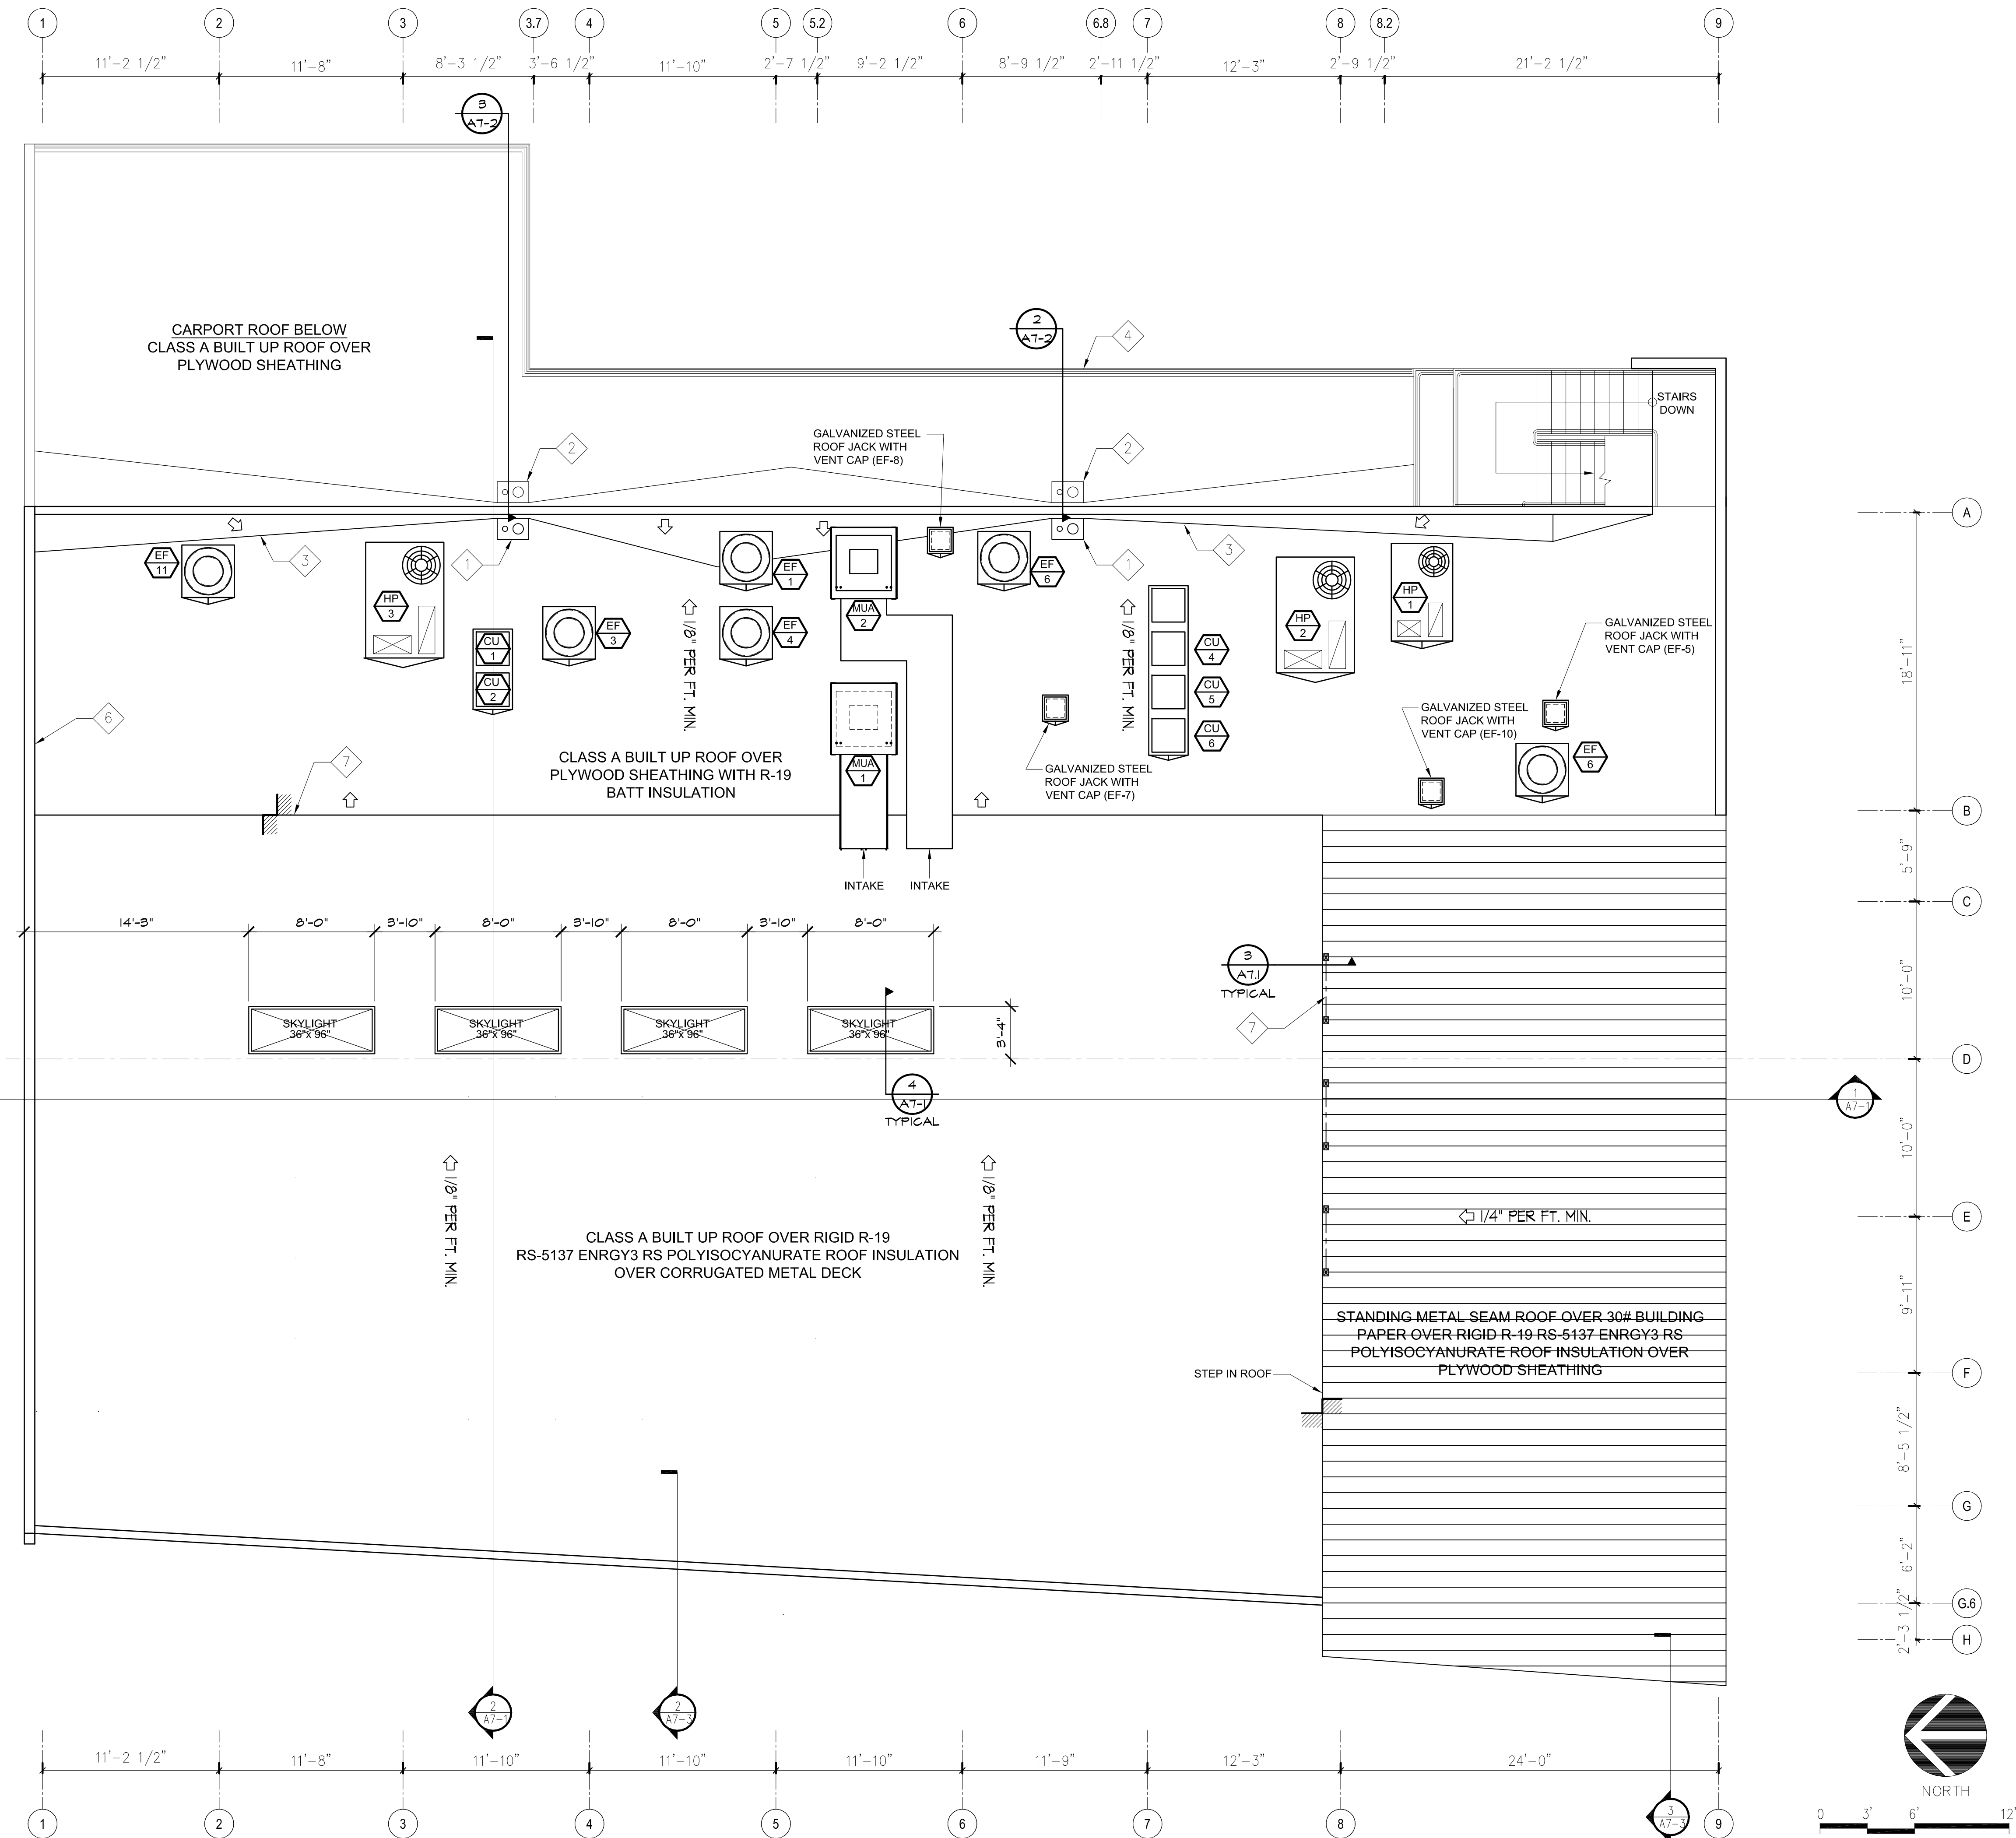 1 2 3 3.7 4 5 5.2 6 6.8 7 8 8.2 9
11'-2 1/2" 11'-8" 8'-3 1/2" 3'-6 1/2" 11'-10" 2'-7 1/2" 9'-2 1/2" 8'-9 1/2" 2'-11 1/2" 12'-3" 2'-9 1/2" 21'-2 1/2"
3
A7-2
CARPORT ROOF BELOW
CLASS A BUILT UP ROOF OVER
PLYWOOD SHEATHING
2
A7-2
4
STAIRS
DOWN
2
GALVANIZED STEEL
ROOF JACK WITH
VENT CAP (EF-8)
2
A
EF
11
3
HP
3
1
CU
1
CU
2
EF
3
EF
1
EF
4
MUA
2
EF
6
1
3
CU
4
CU
5
CU
6
HP
2
HP
1
GALVANIZED STEEL
ROOF JACK WITH
VENT CAP (EF-5)
18'-11"
6
7
1/8" PER FT. MIN.
CLASS A BUILT UP ROOF OVER
PLYWOOD SHEATHING WITH R-19
BATT INSULATION
MUA
1
1/8" PER FT. MIN.
GALVANIZED STEEL
ROOF JACK WITH
VENT CAP (EF-7)
GALVANIZED STEEL
ROOF JACK WITH
VENT CAP (EF-10)
EF
6
B
5'-9"
INTAKE INTAKE
C
14'-3" 8'-0" 3'-10" 8'-0" 3'-10" 8'-0" 3'-10" 8'-0"
3
A7.1
TYPICAL
10'-0"
SKYLIGHT
36"x 96"
SKYLIGHT
36"x 96"
SKYLIGHT
36"x 96"
SKYLIGHT
36"x 96"
3'-4"
7
D
4
A7-1
TYPICAL
1
A7-1
10'-0"
1/8" PER FT. MIN.
1/8" PER FT. MIN.
1/4" PER FT. MIN.
E
CLASS A BUILT UP ROOF OVER RIGID R-19
RS-5137 ENRGY3 RS POLYISOCYANURATE ROOF INSULATION
OVER CORRUGATED METAL DECK
9'-11"
STANDING METAL SEAM ROOF OVER 30# BUILDING
PAPER OVER RIGID R-19 RS-5137 ENRGY3 RS
POLYISOCYANURATE ROOF INSULATION OVER
PLYWOOD SHEATHING
STEP IN ROOF
F
8'-5 1/2"
G
6'-2"
G.6
2'-3 1/2"
H
2
A7-1
2
A7-3
NORTH
11'-2 1/2" 11'-8" 11'-10" 11'-10" 11'-10" 11'-9" 12'-3" 24'-0"
3
A7-3
0 3' 6' 12'
1 2 3 4 5 6 7 8 9